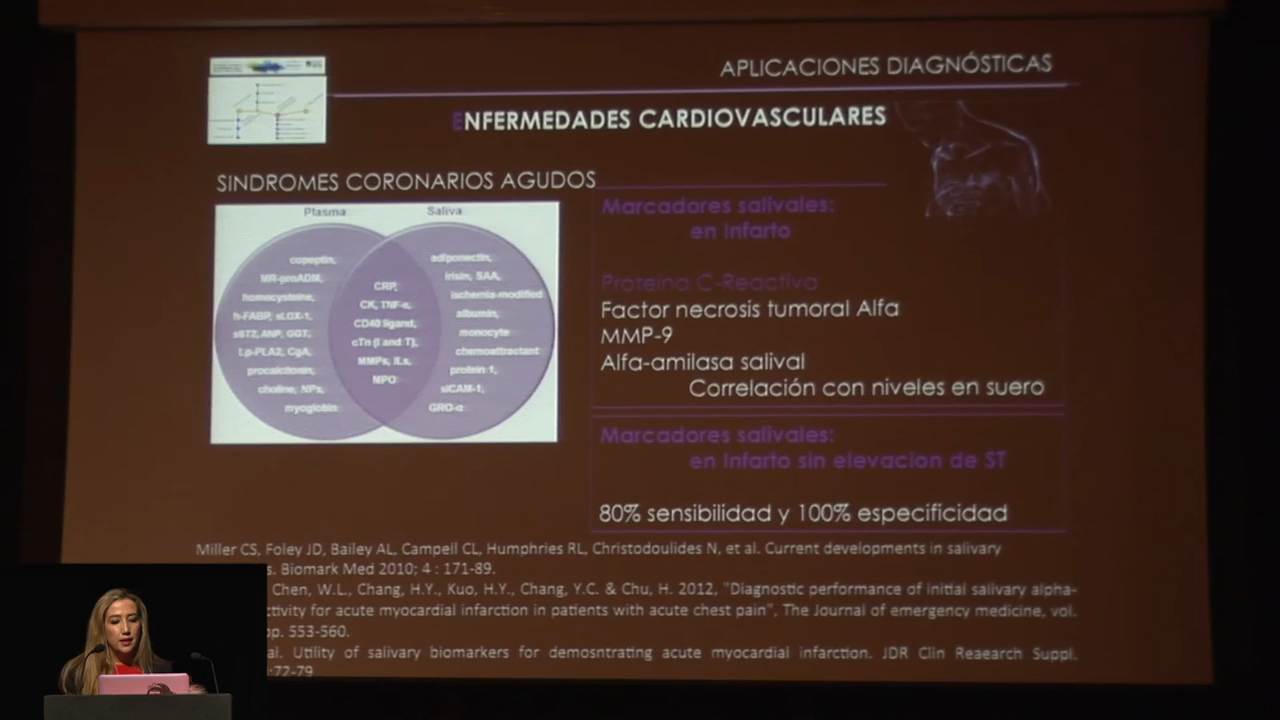 APLICACIONES DIAGNÓSTICAS
ENFERMEDADES CARDIOVASCULARES
SINDROMES CORONARIOS AGUDOS
Plasma
Saliva
copeptin,
MR-proADM,
homocysteine,
h-FABP, sLOX-1,
sST2, ANP, GGT,
Lp-PLA2, CgA,
procalcitonin,
choline, NPs,
myoglobin
CRP,
CK, TNF-α,
CD40 ligand,
cTn (I and T),
MMPs, ILs,
MPO
adiponectin,
irisin, SAA,
ischemia-modified
albumin,
monocyte
chemoattractant
protein 1,
sICAM-1,
GRO-α
Marcadores salivales:
en Infarto
Proteína C-Reactiva
Factor necrosis tumoral Alfa
MMP-9
Alfa-amilasa salival
Correlación con niveles en suero
Marcadores salivales:
en Infarto sin elevacion de ST
80% sensibilidad y 100% especificidad
Miller CS, Foley JD, Bailey AL, Campell CL, Humphries RL, Christodoulides N, et al. Current developments in salivary
s. Biomark Med 2010; 4 : 171-89.
Chen, W.L., Chang, H.Y., Kuo, H.Y., Chang, Y.C. & Chu, H. 2012, "Diagnostic performance of initial salivary alpha-
ctivity for acute myocardial infarction in patients with acute chest pain", The Journal of emergency medicine, vol.
pp. 553-560.
al. Utility of salivary biomarkers for demosntrating acute myocardial infarction. JDR Clin Reaearch Suppl.
:72-79